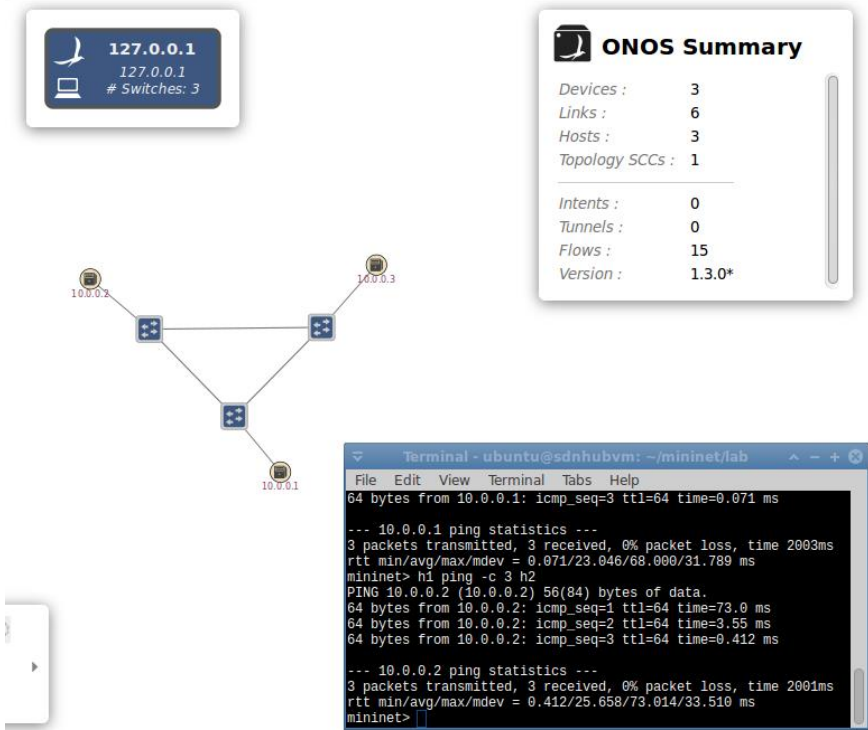 127.0.0.1
127.0.0.1
# Switches: 3
ONOS Summary
Devices : 3
Links : 6
Hosts : 3
Topology SCCs : 1
Intents : 0
Tunnels : 0
Flows : 15
Version : 1.3.0*
10.0.0.2
10.0.0.3
10.0.0.1
Terminal - ubuntu@sdnhubvm: ~/mininet/lab
File Edit View Terminal Tabs Help
64 bytes from 10.0.0.1: icmp_seq=3 ttl=64 time=0.071 ms
--- 10.0.0.1 ping statistics ---
3 packets transmitted, 3 received, 0% packet loss, time 2003ms
rtt min/avg/max/mdev = 0.071/23.046/68.000/31.789 ms
mininet> h1 ping -c 3 h2
PING 10.0.0.2 (10.0.0.2) 56(84) bytes of data.
64 bytes from 10.0.0.2: icmp_seq=1 ttl=64 time=73.0 ms
64 bytes from 10.0.0.2: icmp_seq=2 ttl=64 time=3.55 ms
64 bytes from 10.0.0.2: icmp_seq=3 ttl=64 time=0.412 ms
--- 10.0.0.2 ping statistics ---
3 packets transmitted, 3 received, 0% packet loss, time 2001ms
rtt min/avg/max/mdev = 0.412/25.658/73.014/33.510 ms
mininet>